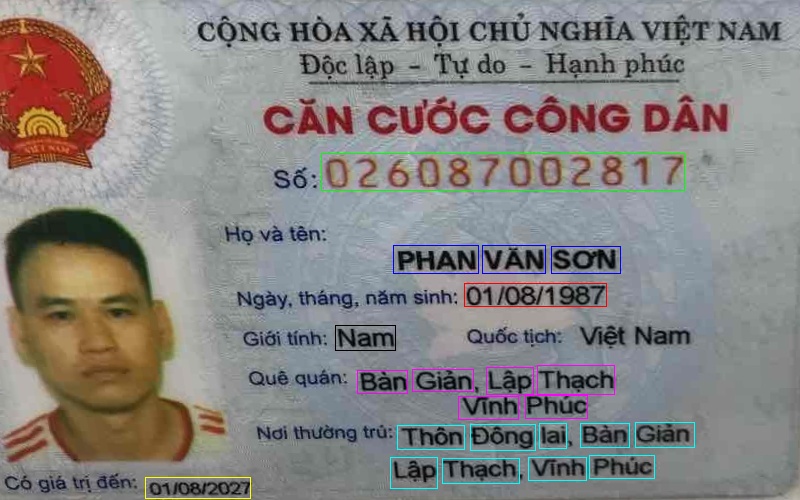 CỘNG HÒA XÃ HỘI CHỦ NGHĨA VIỆT NAM
Độc lập - Tự do - Hạnh phúc
CĂN CƯỚC CÔNG DÂN
Số: 026087002817
Họ và tên:
PHAN VĂN SƠN
Ngày, tháng, năm sinh: 01/08/1987
Giới tính: Nam Quốc tịch: Việt Nam
Quê quán: Bàn Giản, Lập Thạch
Vĩnh Phúc
Nơi thường trú: Thôn Đông lai, Bàn Giản
Lập Thạch, Vĩnh Phúc
Có giá trị đến: 01/08/2027